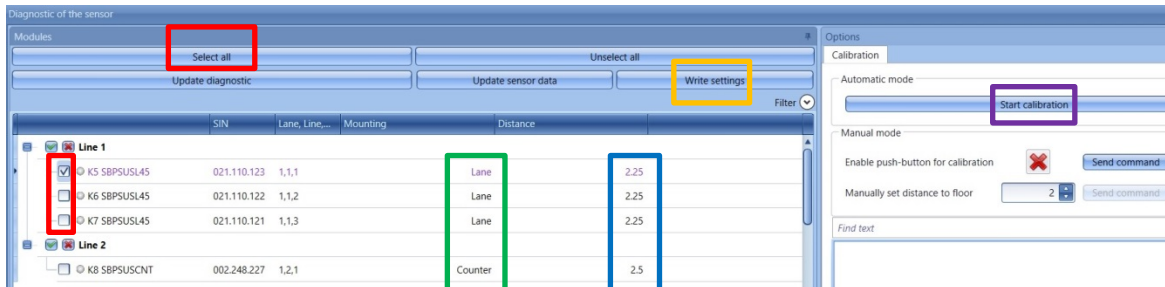 Diagnostic of the sensor
Modules
Select all
Unselect all
Update diagnostic
Update sensor data
Write settings
Filter
SIN Lane, Line,... Mounting Distance
Line 1
K5 SBPSUSL45 021.110.123 1,1,1 Lane 2.25
K6 SBPSUSL45 021.110.122 1,1,2 Lane 2.25
K7 SBPSUSL45 021.110.121 1,1,3 Lane 2.25
Line 2
K8 SBPSUSCNT 002.248.227 1,2,1 Counter 2.5
Options
Calibration
Automatic mode
Start calibration
Manual mode
Enable push-button for calibration Send command
Manually set distance to floor 2 Send command
Find text